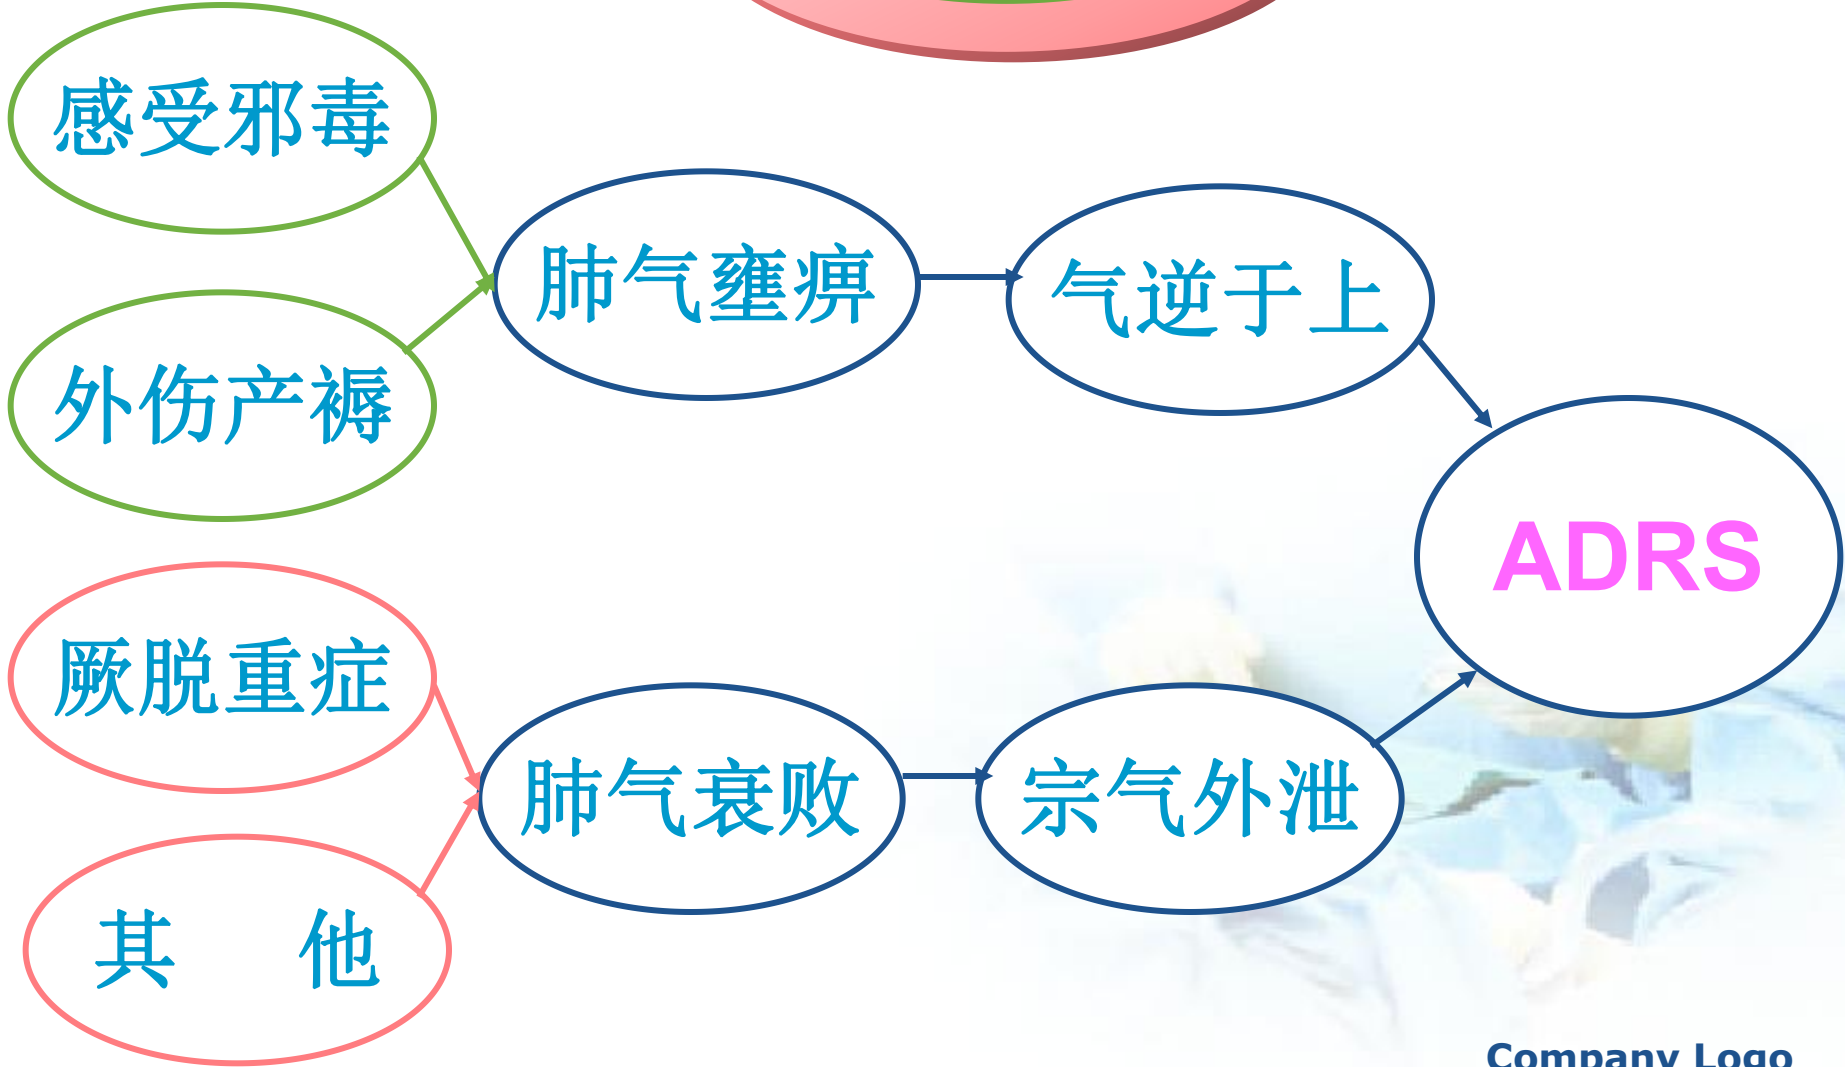 感受邪毒
外伤产褥
肺气壅痹
气逆于上
厥脱重症
其 他
肺气衰败
宗气外泄
ADRS
Company Logo